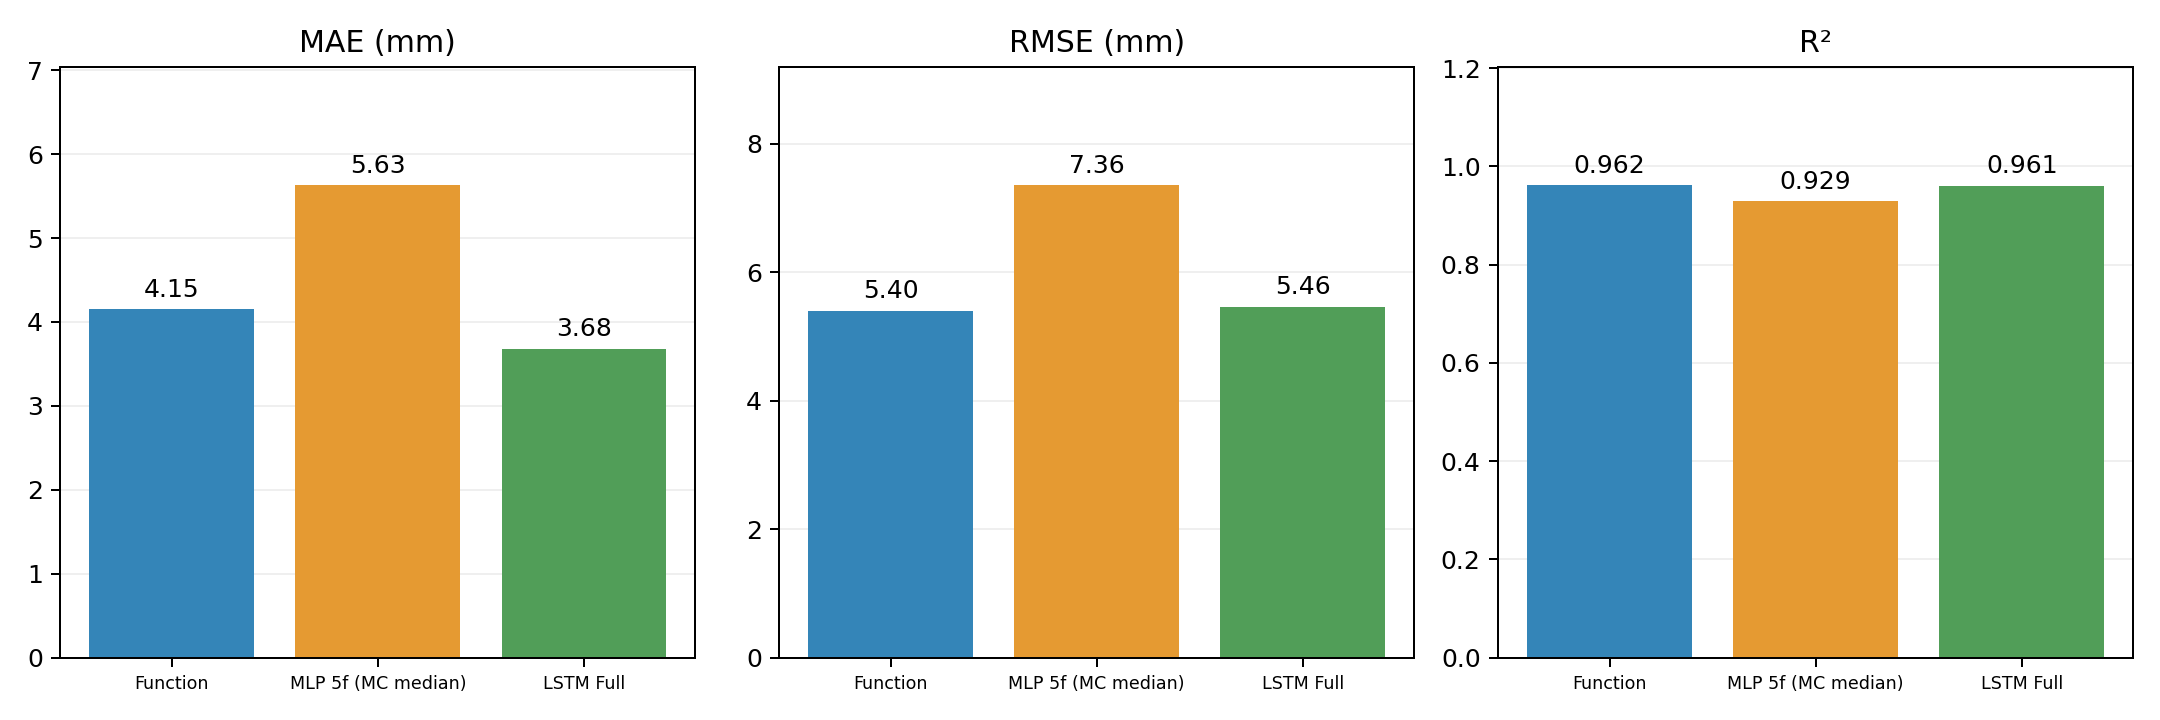 MAE (mm)
7
6
5
4
3
2
1
0
4.15
5.63
3.68
Function
MLP 5f (MC median)
LSTM Full
RMSE (mm)
8
6
4
2
0
5.40
7.36
5.46
Function
MLP 5f (MC median)
LSTM Full
R²
1.2
1.0
0.8
0.6
0.4
0.2
0.0
0.962
0.929
0.961
Function
MLP 5f (MC median)
LSTM Full